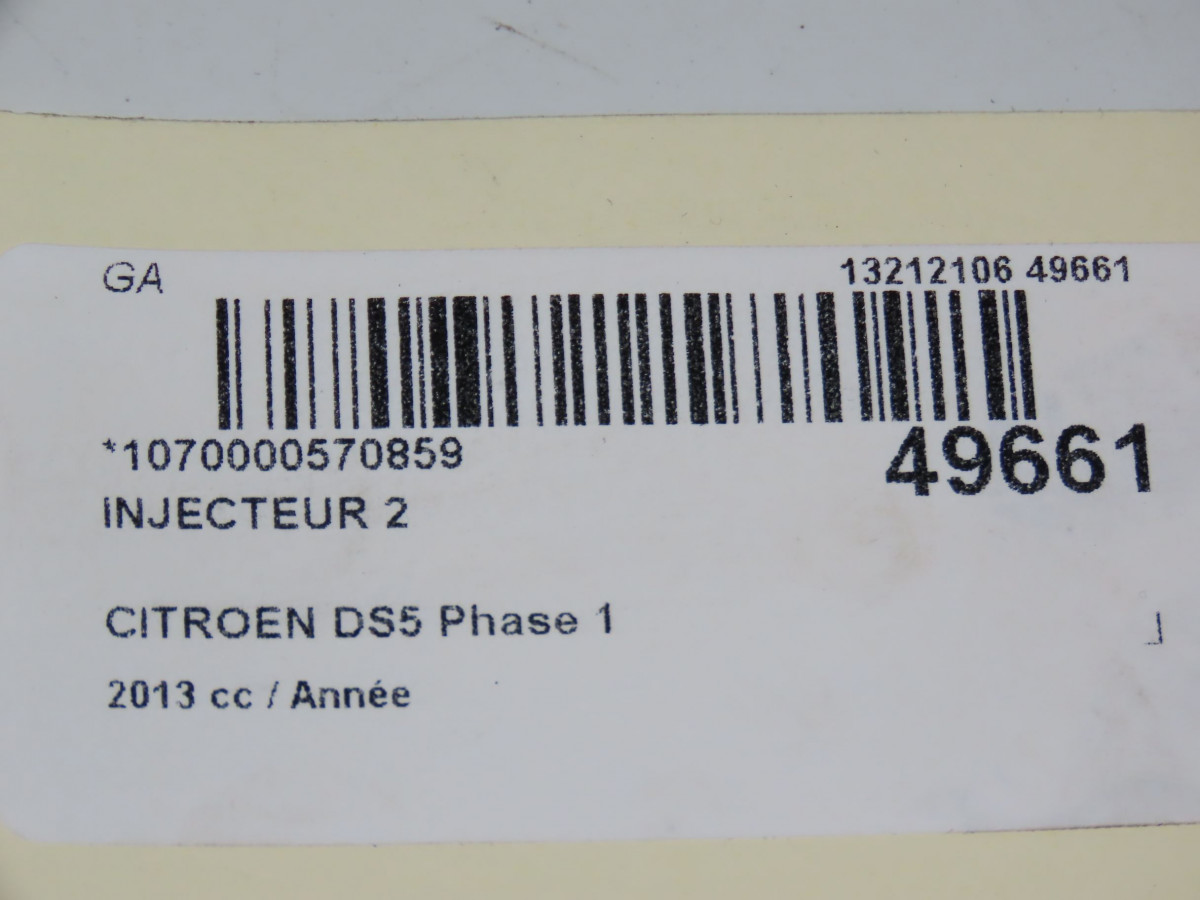 GA
13212106 49661
*1070000570859
49661
INJECTEUR 2
CITROEN DS5 Phase 1
2013 cc / Année